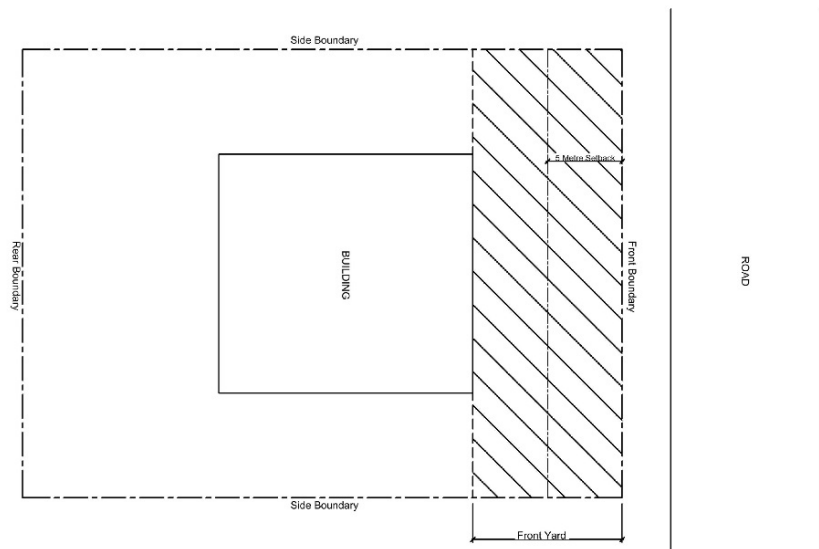 Side Boundary
5 Metre Setback
Rear Boundary
BUILDING
Front Boundary
ROAD
Side Boundary
Front Yard